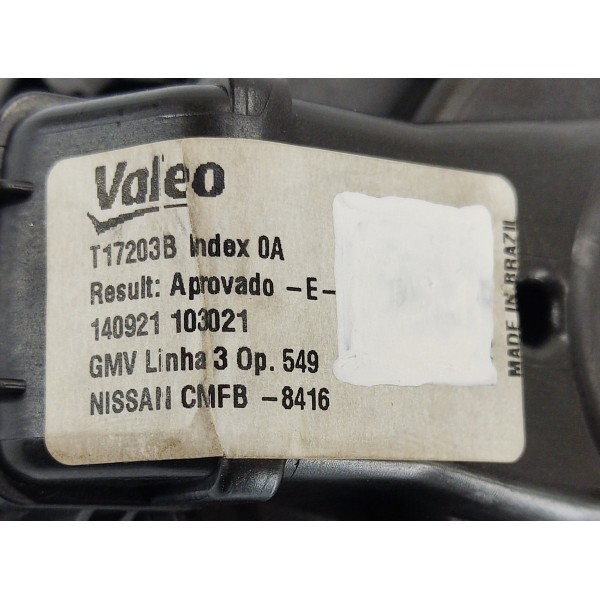 Valeo
T17203B Index 0A
Result: Aprovado -E-
140921 103021
GMV Linha 3 Op. 549
NISSAN CMFB -8416
MADE IN BRAZIL